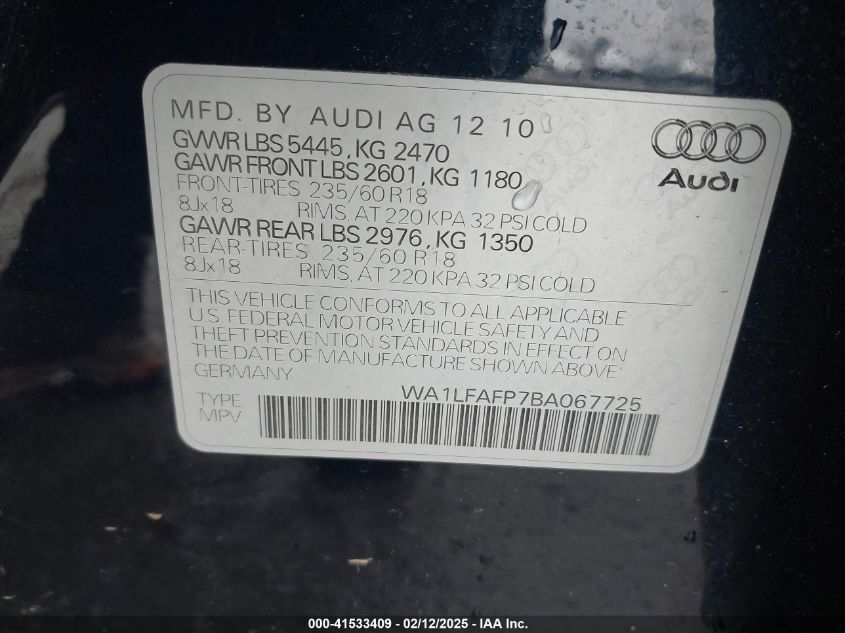 MFD. BY AUDI AG 12 10
GVWR LBS 5445, KG 2470
GAWR FRONT LBS 2601, KG 1180
FRONT-TIRES 235/60 R18
8Jx18 RIMS, AT 220 KPA 32 PSI COLD
GAWR REAR LBS 2976, KG 1350
REAR-TIRES 235/60 R18
8Jx18 RIMS, AT 220 KPA 32 PSI COLD
Audi
THIS VEHICLE CONFORMS TO ALL APPLICABLE
U.S. FEDERAL MOTOR VEHICLE SAFETY AND
THEFT PREVENTION STANDARDS IN EFFECT ON
THE DATE OF MANUFACTURE SHOWN ABOVE.
GERMANY
WA1LFAFP7BA067725
TYPE
MPV
000-41533409 - 02/12/2025 - IAA Inc.